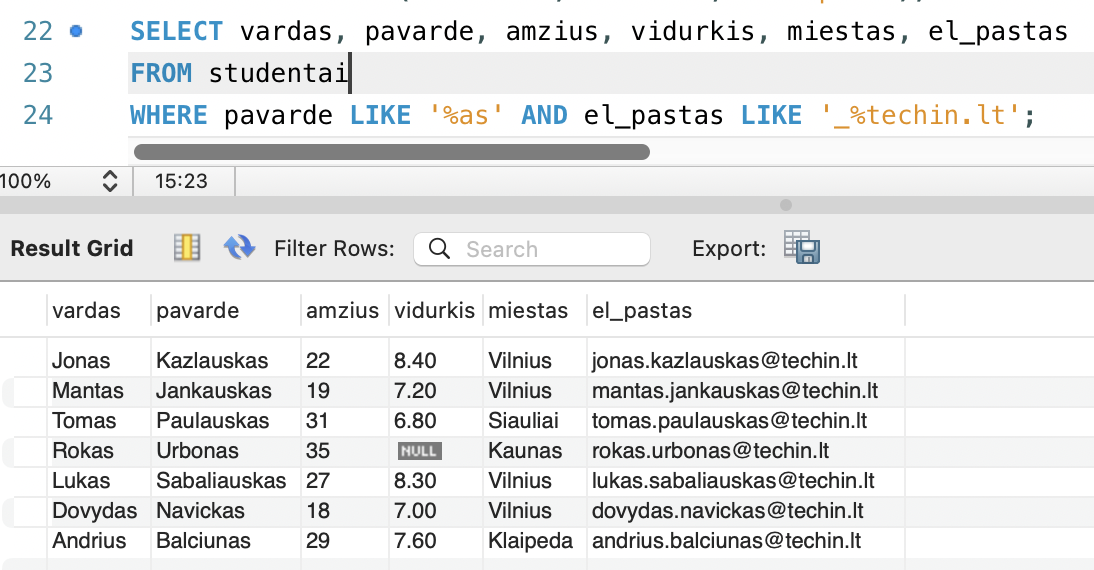 22 SELECT vardas, pavarde, amzius, vidurkis, miestas, el_pastas
23 FROM studentai
24 WHERE pavarde LIKE '%as' AND el_pastas LIKE '_%techin.lt';
100% 15:23
Result Grid Filter Rows: Search Export:
vardas pavarde amzius vidurkis miestas el_pastas
Jonas Kazlauskas 22 8.40 Vilnius jonas.kazlauskas@techin.lt
Mantas Jankauskas 19 7.20 Vilnius mantas.jankauskas@techin.lt
Tomas Paulauskas 31 6.80 Siauliai tomas.paulauskas@techin.lt
Rokas Urbonas 35 NULL Kaunas rokas.urbonas@techin.lt
Lukas Sabaliauskas 27 8.30 Vilnius lukas.sabaliauskas@techin.lt
Dovydas Navickas 18 7.00 Vilnius dovydas.navickas@techin.lt
Andrius Balciunas 29 7.60 Klaipeda andrius.balciunas@techin.lt